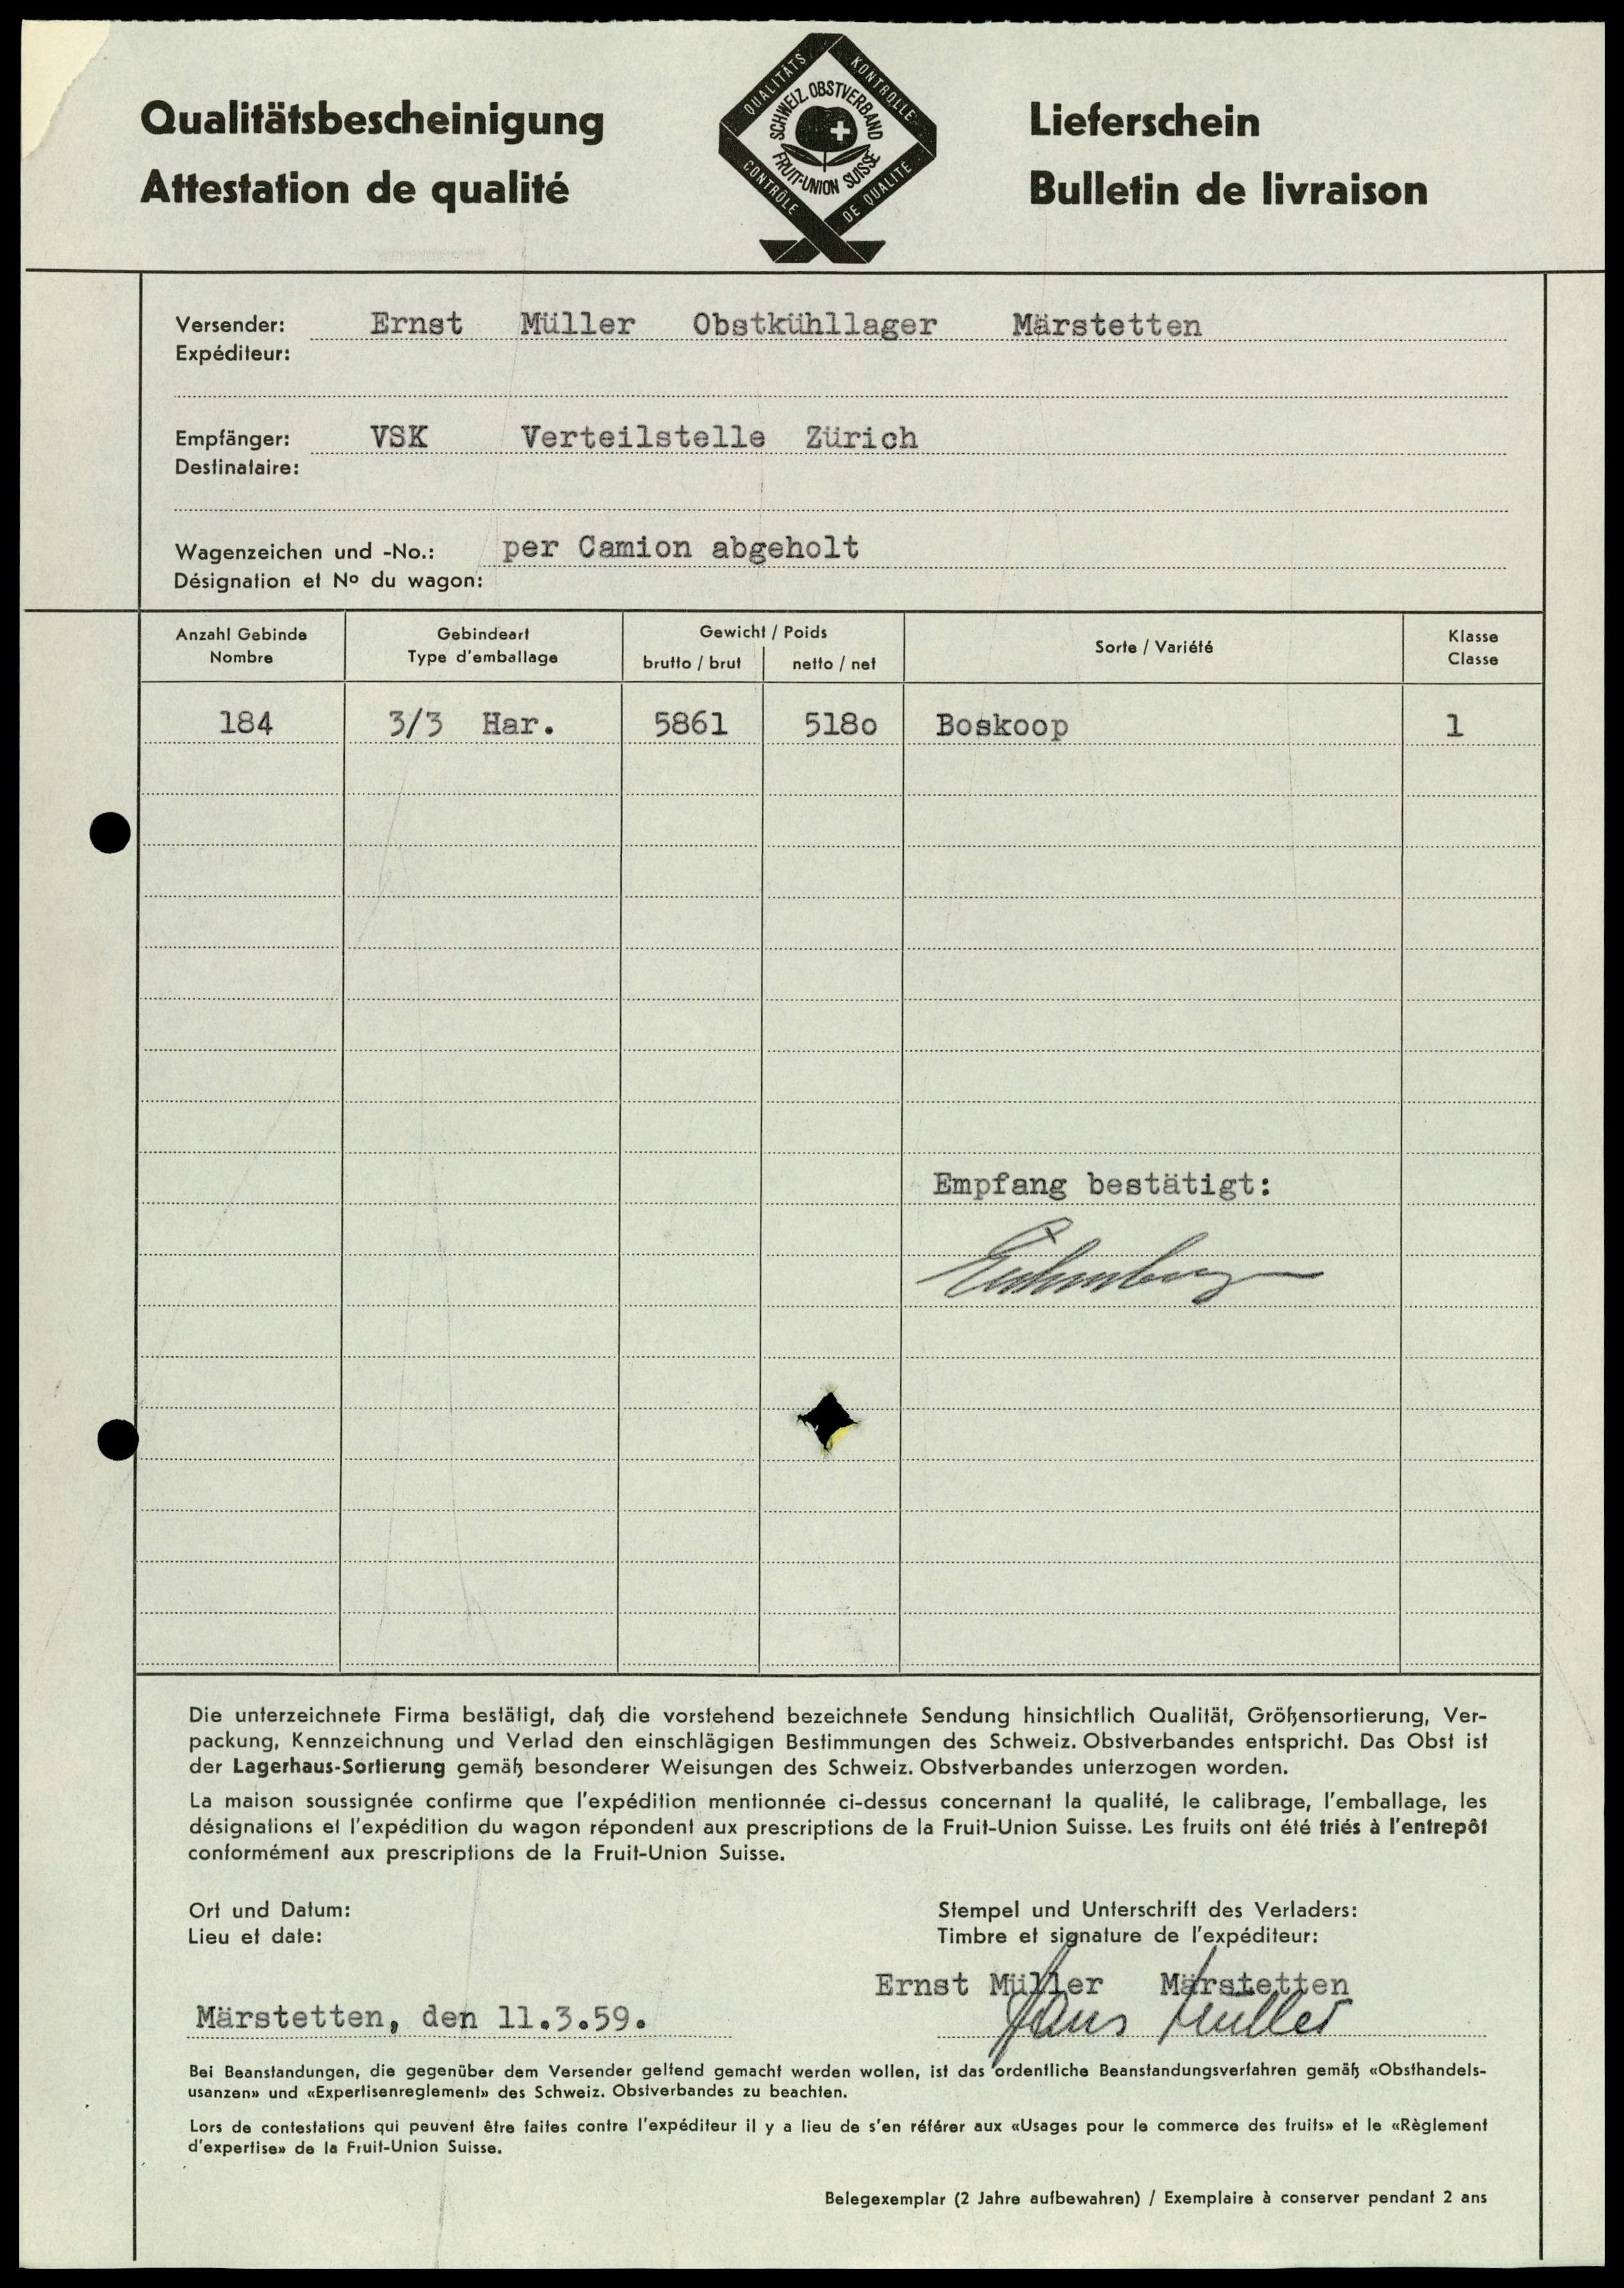 Qualitätsbescheinigung
Attestation de qualité
QUALITÄTS KONTROLLE
SCHWEIZ. OBSTVERBAND
FRUIT-UNION SUISSE
CONTRÔLE DE QUALITÉ
Lieferschein
Bulletin de livraison
Versender: Ernst Müller Obstkühllager Märstetten
Expéditeur:
Empfänger: VSK Verteilstelle Zürich
Destinataire:
Wagenzeichen und -No.: per Camion abgeholt
Désignation et Nº du wagon:
Anzahl Gebinde Gebindeart Gewicht / Poids Sorte / Variété Klasse
Nombre Type d'emballage brutto / brut netto / net Classe
184 3/3 Har. 5861 518o Boskoop 1
Empfang bestätigt:
Die unterzeichnete Firma bestätigt, daß die vorstehend bezeichnete Sendung hinsichtlich Qualität, Größensortierung, Ver-
packung, Kennzeichnung und Verlad den einschlägigen Bestimmungen des Schweiz. Obstverbandes entspricht. Das Obst ist
der Lagerhaus-Sortierung gemäß besonderer Weisungen des Schweiz. Obstverbandes unterzogen worden.
La maison soussignée confirme que l'expédition mentionnée ci-dessus concernant la qualité, le calibrage, l'emballage, les
désignations et l'expédition du wagon répondent aux prescriptions de la Fruit-Union Suisse. Les fruits ont été triés à l'entrepôt
conformément aux prescriptions de la Fruit-Union Suisse.
Ort und Datum:
Lieu et date:
Märstetten, den 11.3.59.
Stempel und Unterschrift des Verladers:
Timbre et signature de l'expéditeur:
Ernst Müller Märstetten
Hans Müller
Bei Beanstandungen, die gegenüber dem Versender geltend gemacht werden wollen, ist das ordentliche Beanstandungsverfahren gemäß «Obsthandels-
usanzen» und «Expertisenreglement» des Schweiz. Obstverbandes zu beachten.
Lors de contestations qui peuvent être faites contre l'expéditeur il y a lieu de s'en référer aux «Usages pour le commerce des fruits» et le «Règlement
d'expertise» de la Fruit-Union Suisse.
Belegexemplar (2 Jahre aufbewahren) / Exemplaire à conserver pendant 2 ans